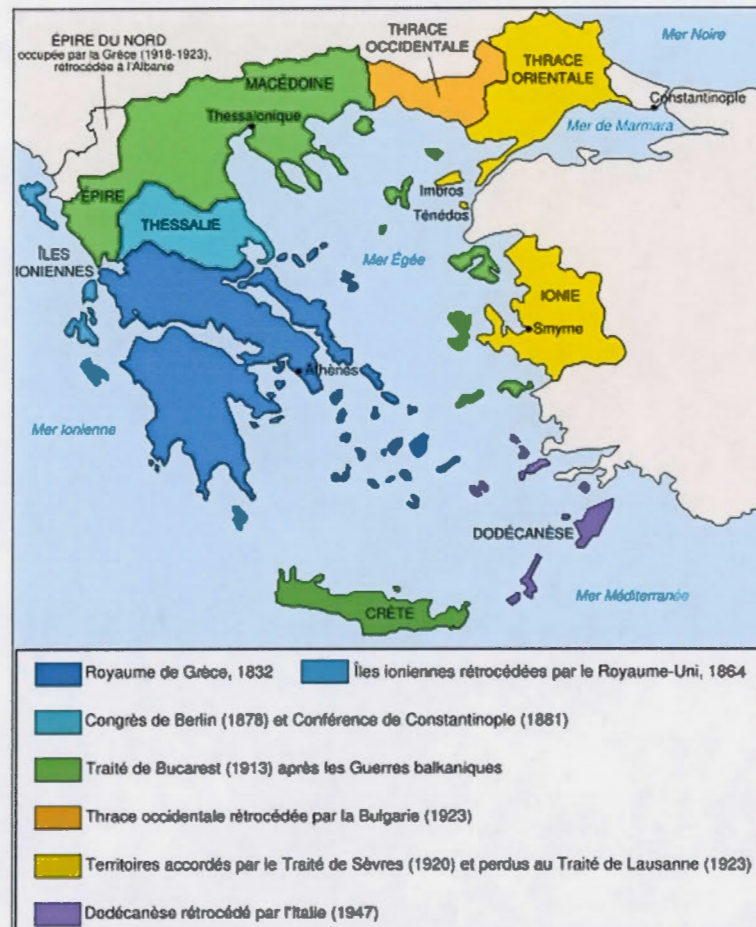 ÉPIRE DU NORD
occupée par la Grèce (1918-1923),
rétrocédée à l'Albanie
THRACE
OCCIDENTALE
Mer Noire
THRACE
ORIENTALE
MACÉDOINE
Constantinople
Thessalonique
Mer de Marmara
ÉPIRE
Imbros
Ténédos
THESSALIE
ÎLES
IONIENNES
Mer Égée
IONIE
Smyrne
Athènes
Mer Ionienne
DODÉCANÈSE
Mer Méditerranée
CRÈTE
Royaume de Grèce, 1832
Îles ioniennes rétrocédées par le Royaume-Uni, 1864
Congrès de Berlin (1878) et Conférence de Constantinople (1881)
Traité de Bucarest (1913) après les Guerres balkaniques
Thrace occidentale rétrocédée par la Bulgarie (1923)
Territoires accordés par le Traité de Sèvres (1920) et perdus au Traité de Lausanne (1923)
Dodécanèse rétrocédé par l'Italie (1947)